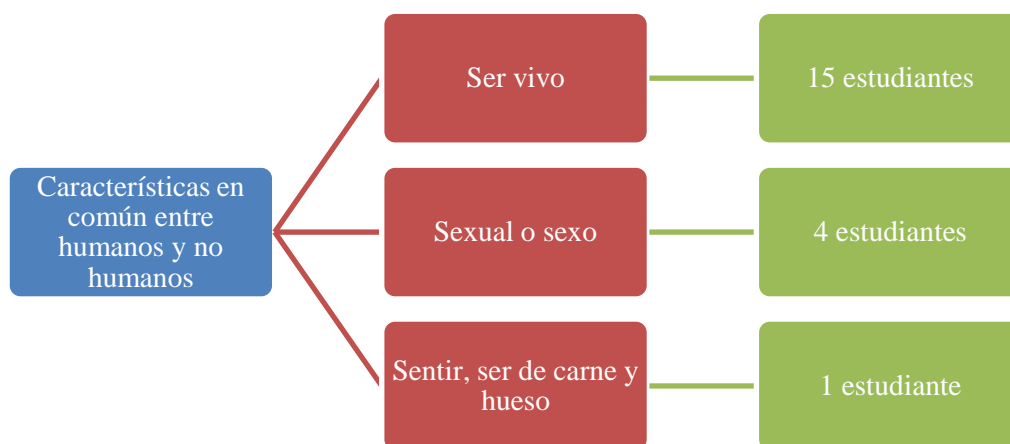 Características en
común entre
humanos y no
humanos
Ser vivo
15 estudiantes
Sexual o sexo
4 estudiantes
Sentir, ser de carne y
hueso
1 estudiante